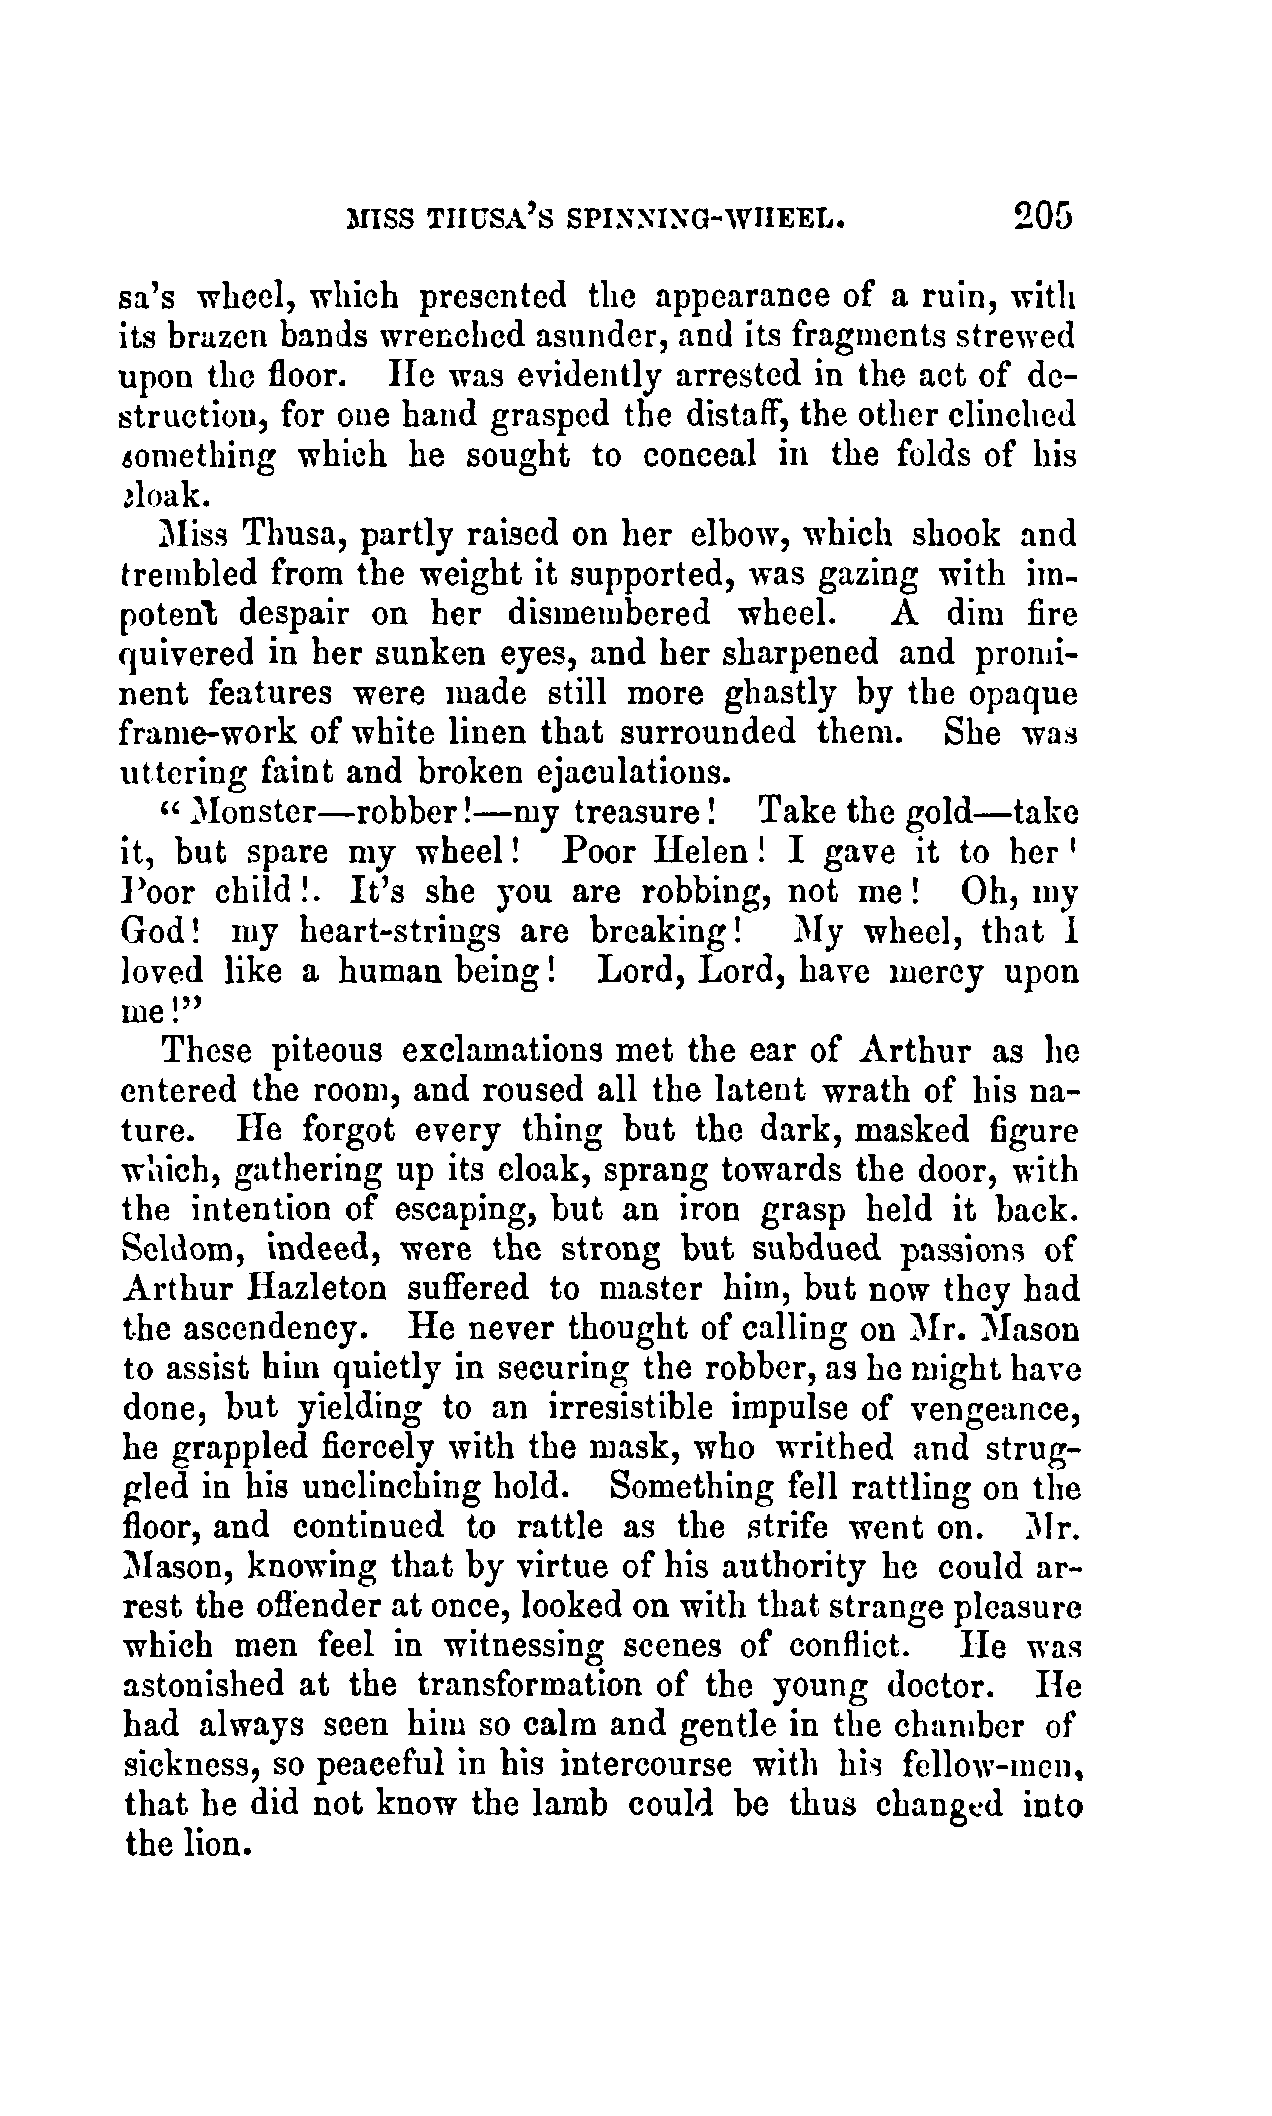 MISS THUSA'S SPINNING-WHEEL. 205
sa's wheel, which presented the appearance of a ruin, with
its brazen bands wrenched asunder, and its fragments strewed
upon the floor. He was evidently arrested in the act of de-
struction, for one hand grasped the distaff, the other clinched
something which he sought to conceal in the folds of his
cloak.
Miss Thusa, partly raised on her elbow, which shook and
trembled from the weight it supported, was gazing with im-
potent despair on her dismembered wheel. A dim fire
quivered in her sunken eyes, and her sharpened and promi-
nent features were made still more ghastly by the opaque
frame-work of white linen that surrounded them. She was
uttering faint and broken ejaculations.
"Monster—robber!—my treasure! Take the gold—take
it, but spare my wheel! Poor Helen! I gave it to her!
Poor child!. It's she you are robbing, not me! Oh, my
God! my heart-strings are breaking! My wheel, that I
loved like a human being! Lord, Lord, have mercy upon
me!"
These piteous exclamations met the ear of Arthur as he
entered the room, and roused all the latent wrath of his na-
ture. He forgot every thing but the dark, masked figure
which, gathering up its cloak, sprang towards the door, with
the intention of escaping, but an iron grasp held it back.
Seldom, indeed, were the strong but subdued passions of
Arthur Hazleton suffered to master him, but now they had
the ascendency. He never thought of calling on Mr. Mason
to assist him quietly in securing the robber, as he might have
done, but yielding to an irresistible impulse of vengeance,
he grappled fiercely with the mask, who writhed and strug-
gled in his unclinching hold. Something fell rattling on the
floor, and continued to rattle as the strife went on. Mr.
Mason, knowing that by virtue of his authority he could ar-
rest the offender at once, looked on with that strange pleasure
which men feel in witnessing scenes of conflict. He was
astonished at the transformation of the young doctor. He
had always seen him so calm and gentle in the chamber of
sickness, so peaceful in his intercourse with his fellow-men,
that he did not know the lamb could be thus changed into
the lion.